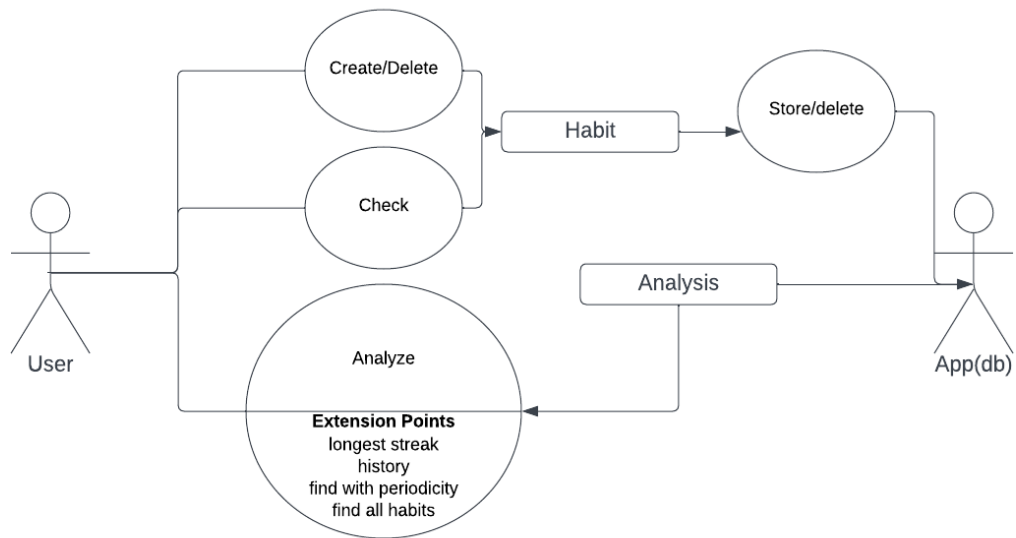 Create/Delete
Store/delete
Habit
Check
Analysis
User
Analyze
App(db)
Extension Points
longest streak
history
find with periodicity
find all habits